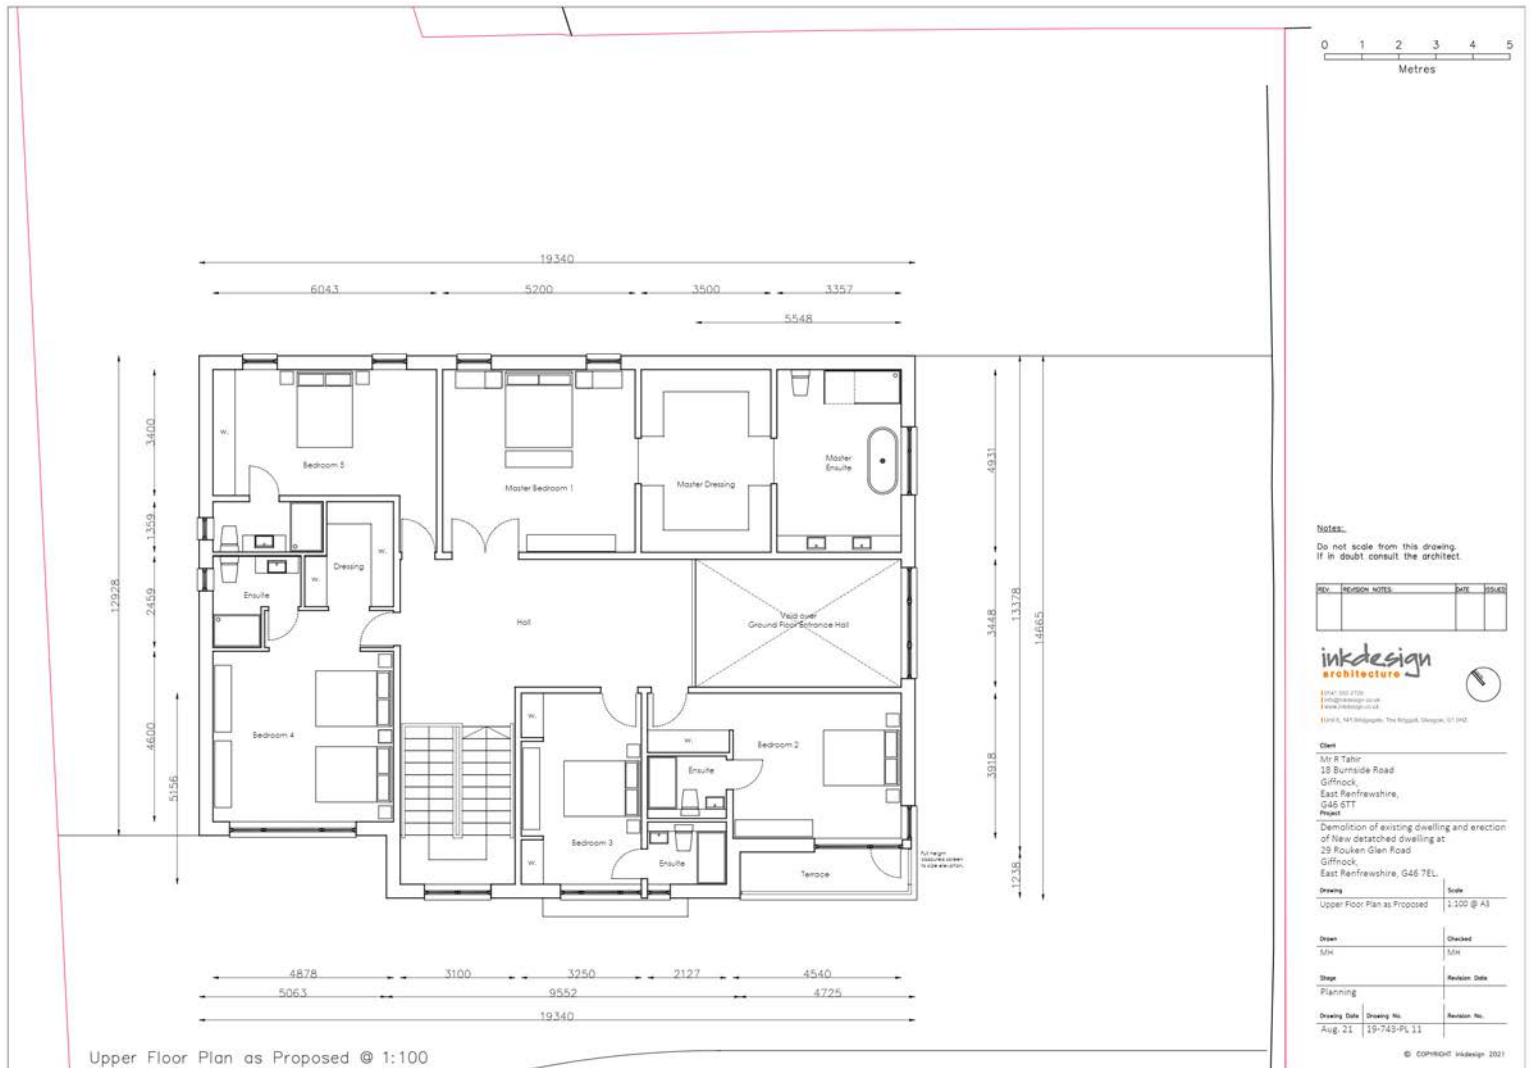 0 1 2 3 4 5
Metres
19340
6043 5200 3500 3357
5548
3400
1359
2459
12928
4600
5156
4931
3448
13378
14665
3918
1238
W.
Bedroom 5
Master Bedroom 1
Master Dressing
Master
Ensuite
W.
Dressing
W.
Ensuite
Hall
Void over
Ground Floor Entrance Hall
Bedroom 4
W.
W.
Bedroom 2
Ensuite
Bedroom 3
W.
Ensuite
Terrace
Full height
4878 3100 3250 2127 4540
5063 9552 4725
19340
Upper Floor Plan as Proposed @ 1:100
Notes:
Do not scale from this drawing.
If in doubt consult the architect.
REV. REVISION NOTES: DATE ISSUED
inkdesign
architecture
Client
Mr R Tahir
18 Burnside Road
Giffnock,
East Renfrewshire,
G46 6TT
Project
Demolition of existing dwelling and erection
of New detatched dwelling at
29 Rouken Glen Road
Giffnock,
East Renfrewshire, G46 7EL.
Drawing Scale
Upper Floor Plan as Proposed 1:100 @ A3
Drawn Checked
MH MH
Stage Revision Date
Planning
Drawing Date Drawing No. Revision No.
Aug. 21 19-743-PL 11
© COPYRIGHT inkdesign 2021